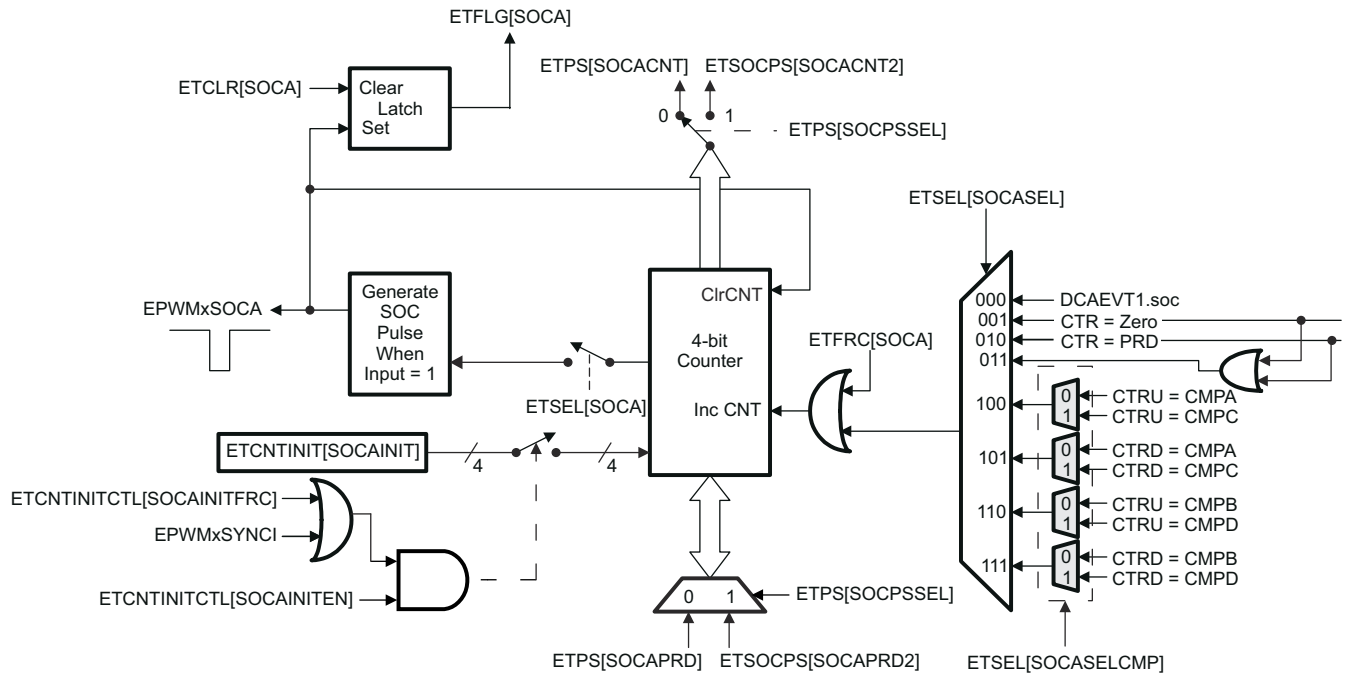 ETFLG[SOCA]
ETCLR[SOCA]
Clear
Latch
Set
ETPS[SOCACNT]
ETSOCPS[SOCACNT2]
0
1
ETPS[SOCPSSEL]
ETSEL[SOCASEL]
EPWMxSOCA
Generate
SOC
Pulse
When
Input = 1
ClrCNT
4-bit
Counter
Inc CNT
ETSEL[SOCA]
ETFRC[SOCA]
000
DCAEVT1.soc
001
CTR = Zero
010
CTR = PRD
011
100
0
CTRU = CMPA
1
CTRU = CMPC
101
0
CTRD = CMPA
1
CTRD = CMPC
110
0
CTRU = CMPB
1
CTRU = CMPD
111
0
CTRD = CMPB
1
CTRD = CMPD
ETSEL[SOCASELCMP]
ETCNTINIT[SOCAINIT]
4
4
ETCNTINITCTL[SOCAINITFRC]
EPWMxSYNCI
ETCNTINITCTL[SOCAINITEN]
0 1
ETPS[SOCPSSEL]
ETPS[SOCAPRD]
ETSOCPS[SOCAPRD2]